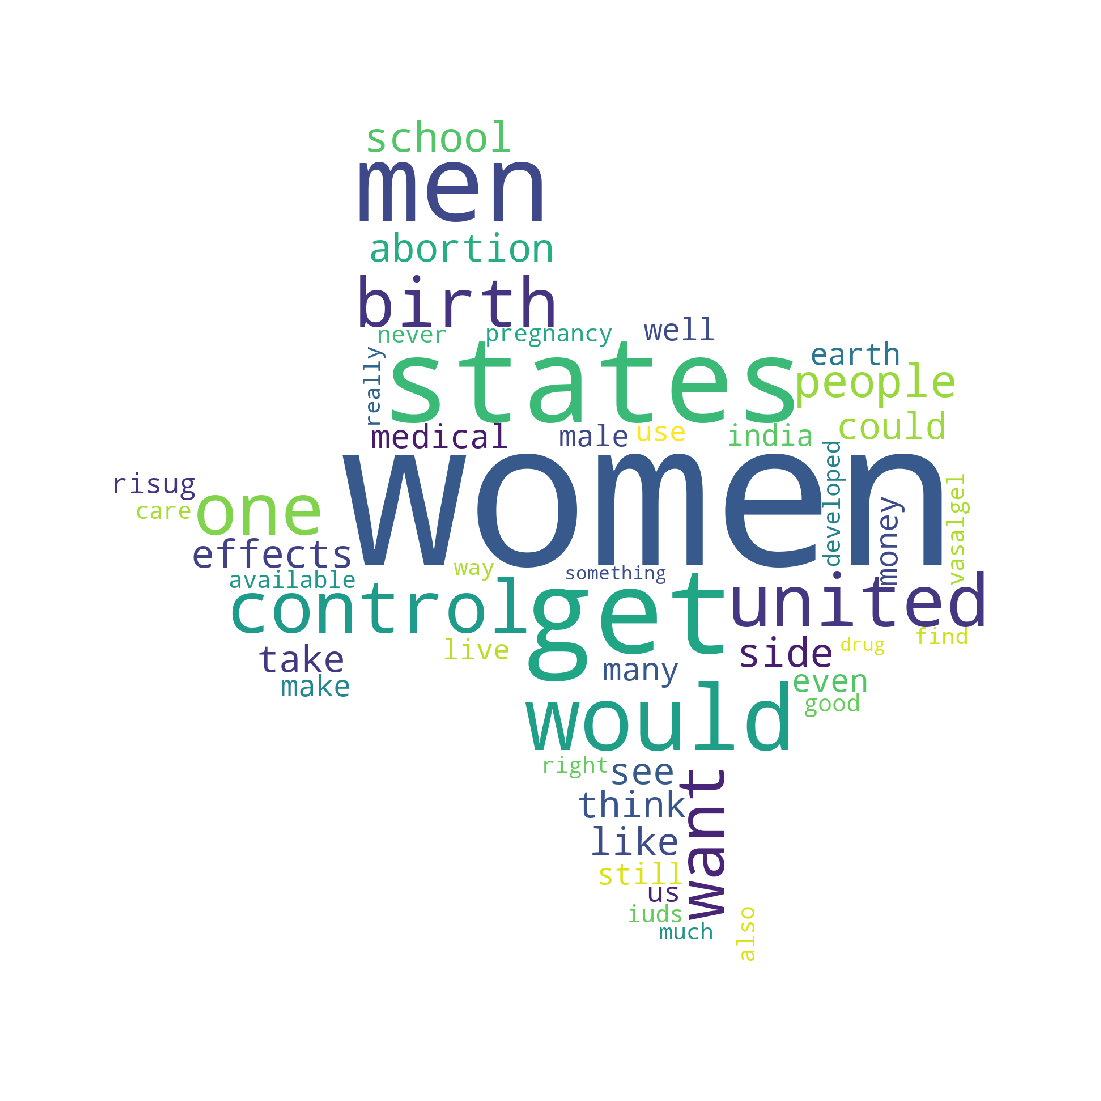 school
men
abortion
birth
never
pregnancy
well
earth
really
states
people
medical
male
use
india
could
women
developed
risug
one
care
money
vasalgel
effects
available
way
something
control
get
united
take
live
many
side
drug
find
make
even
good
would
right
see
want
think
like
still
us
iuds
much
also